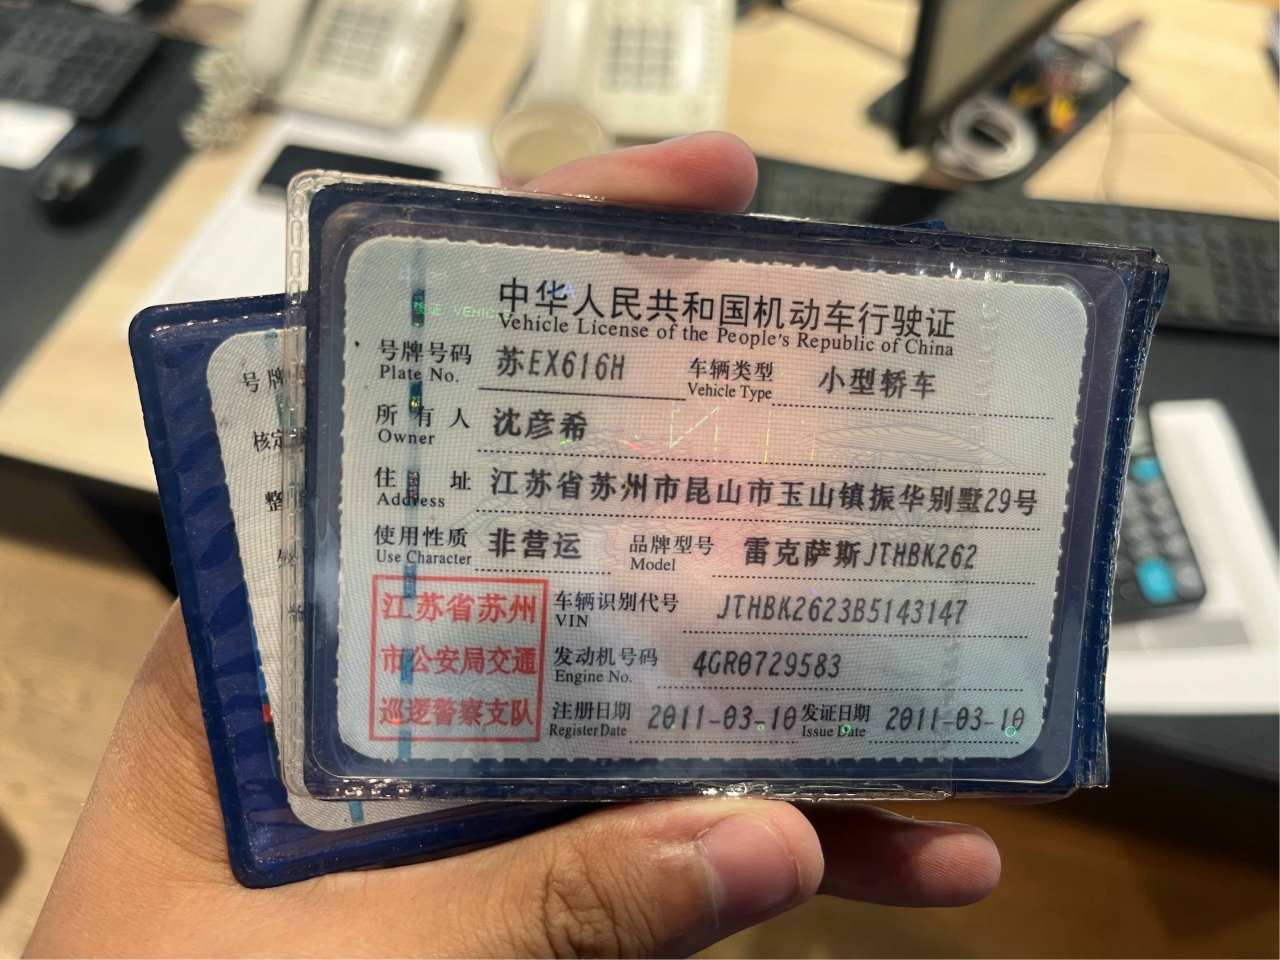 中华人民共和国机动车行驶证
Vehicle License of the People's Republic of China
号牌号码 苏EX616H 车辆类型 小型轿车
Plate No. Vehicle Type
所有人 沈彦希
Owner
住址 江苏省苏州市昆山市玉山镇振华别墅29号
Address
使用性质 非营运 品牌型号 雷克萨斯JTHBK262
Use Character Model
江苏省苏州
市公安局交通
巡逻警察支队
车辆识别代号 JTHBK2623B5143147
VIN
发动机号码 4GR0729583
Engine No.
注册日期 2011-03-10 发证日期 2011-03-10
Register Date Issue Date
号牌
核定
整